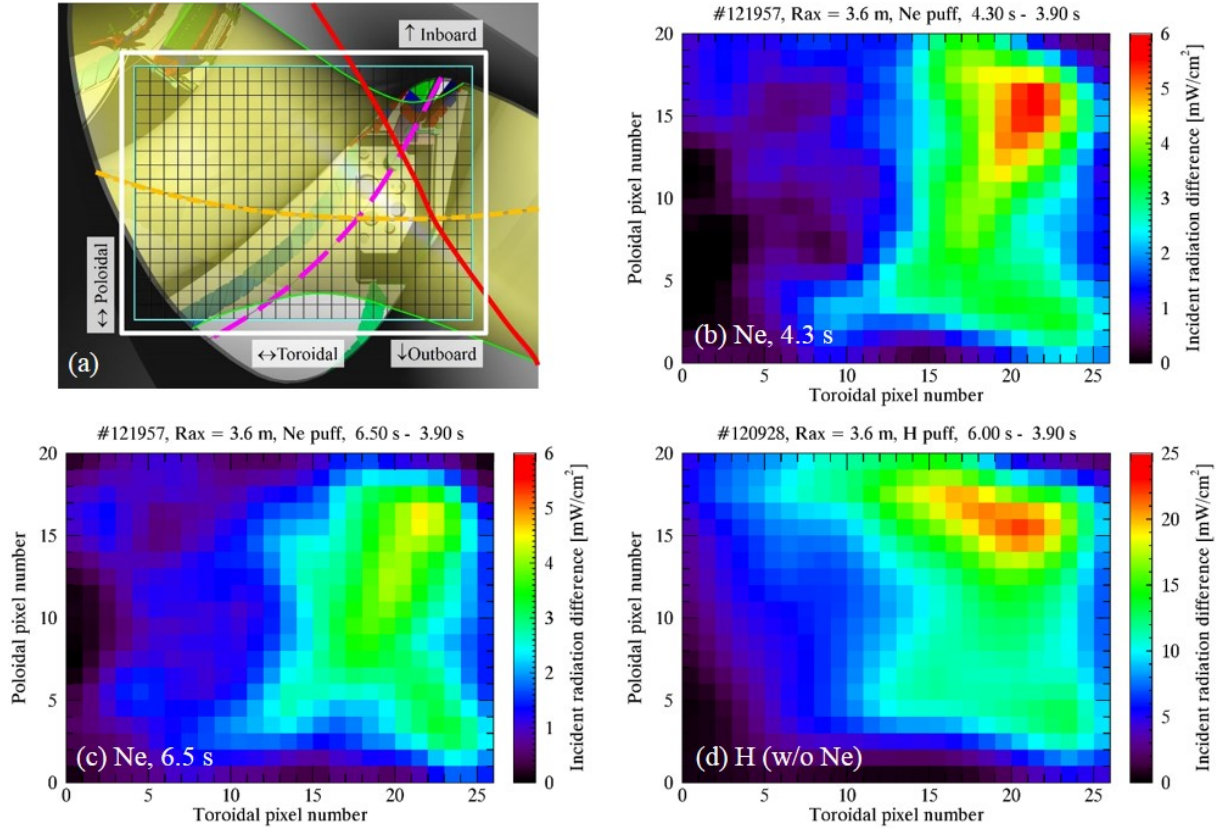 ↑ Inboard
↔ Poloidal
(a)
↔Toroidal
↓Outboard
#121957, Rax = 3.6 m, Ne puff, 4.30 s - 3.90 s
20
15
10
5
0
Poloidal pixel number
(b) Ne, 4.3 s
0 5 10 15 20 25
Toroidal pixel number
6
5
4
3
2
1
0
Incident radiation difference [mW/cm²]
#121957, Rax = 3.6 m, Ne puff, 6.50 s - 3.90 s
20
15
10
5
0
Poloidal pixel number
(c) Ne, 6.5 s
0 5 10 15 20 25
Toroidal pixel number
6
5
4
3
2
1
0
Incident radiation difference [mW/cm²]
#120928, Rax = 3.6 m, H puff, 6.00 s - 3.90 s
20
15
10
5
0
Poloidal pixel number
(d) H (w/o Ne)
0 5 10 15 20 25
Toroidal pixel number
25
20
15
10
5
0
Incident radiation difference [mW/cm²]